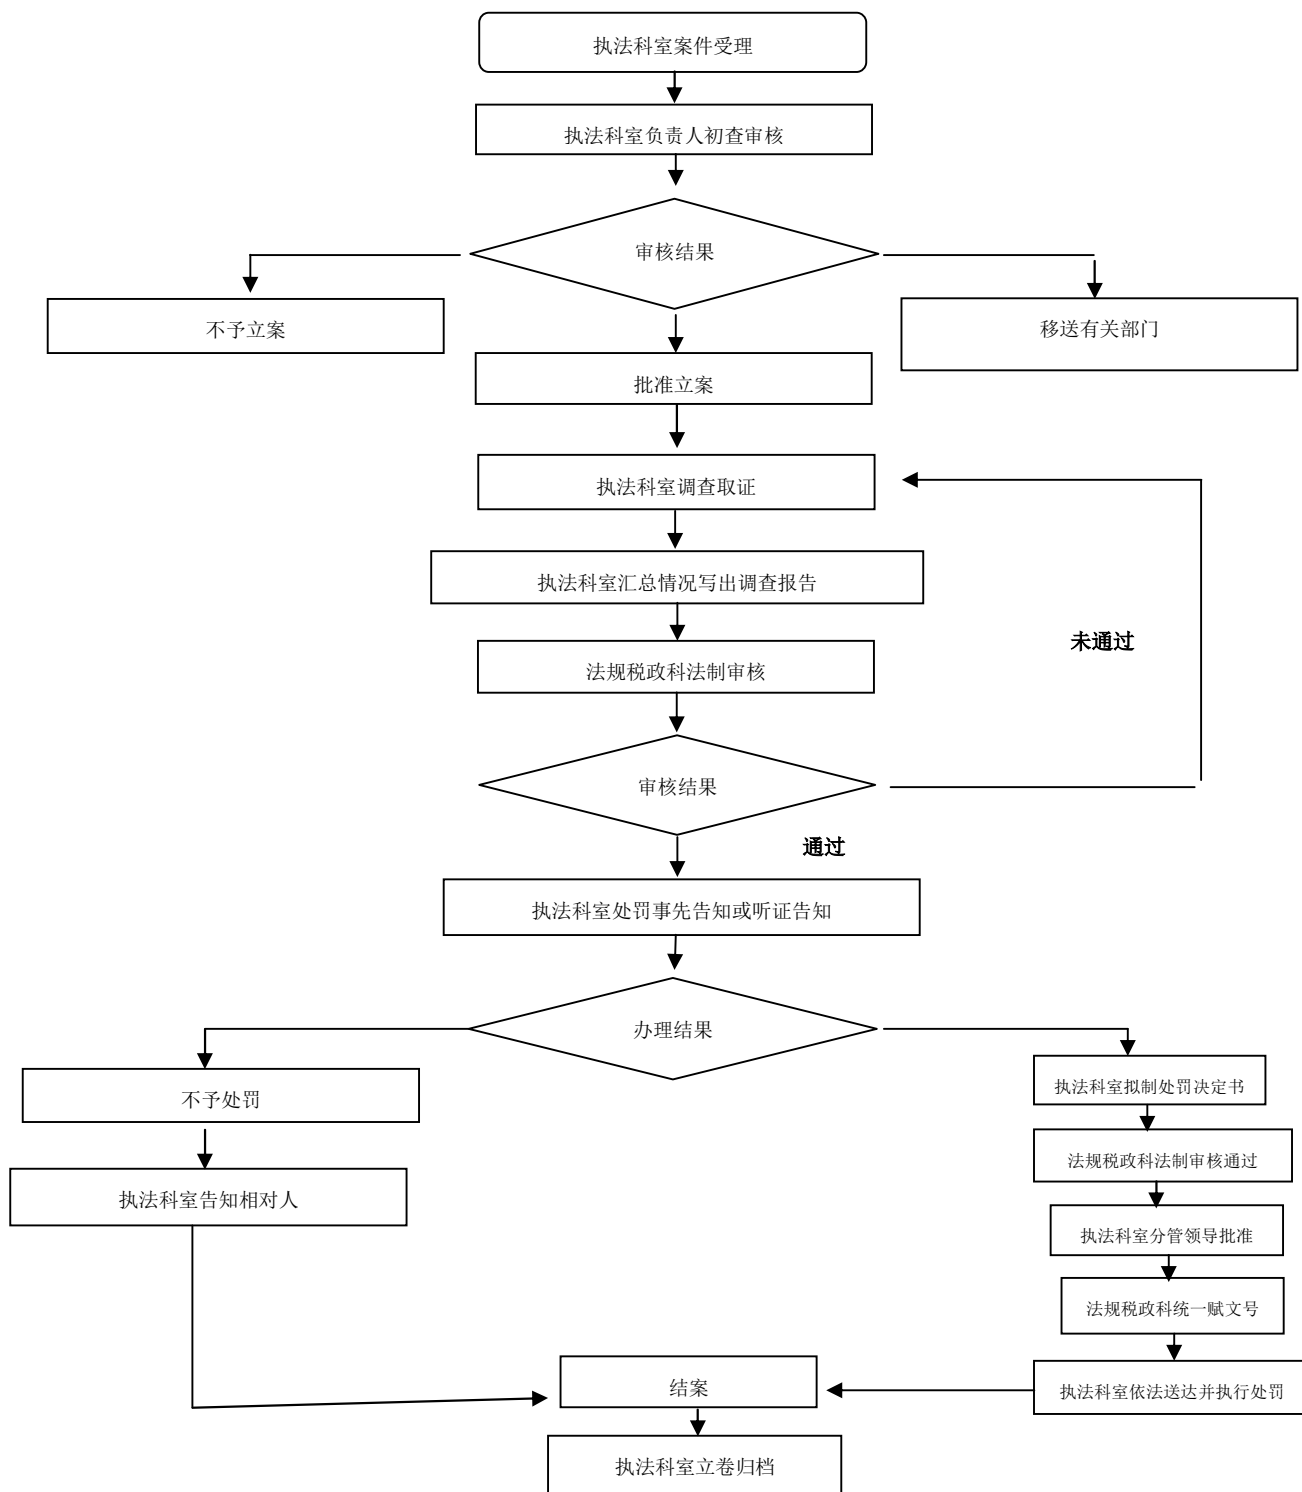 执法科室案件受理
执法科室负责人初查审核
审核结果
不予立案
移送有关部门
批准立案
执法科室调查取证
执法科室汇总情况写出调查报告
未通过
法规税政科法制审核
审核结果
通过
执法科室处罚事先告知或听证告知
办理结果
不予处罚
执法科室告知相对人
执法科室拟制处罚决定书
法规税政科法制审核通过
执法科室分管领导批准
法规税政科统一赋文号
执法科室依法送达并执行处罚
结案
执法科室立卷归档